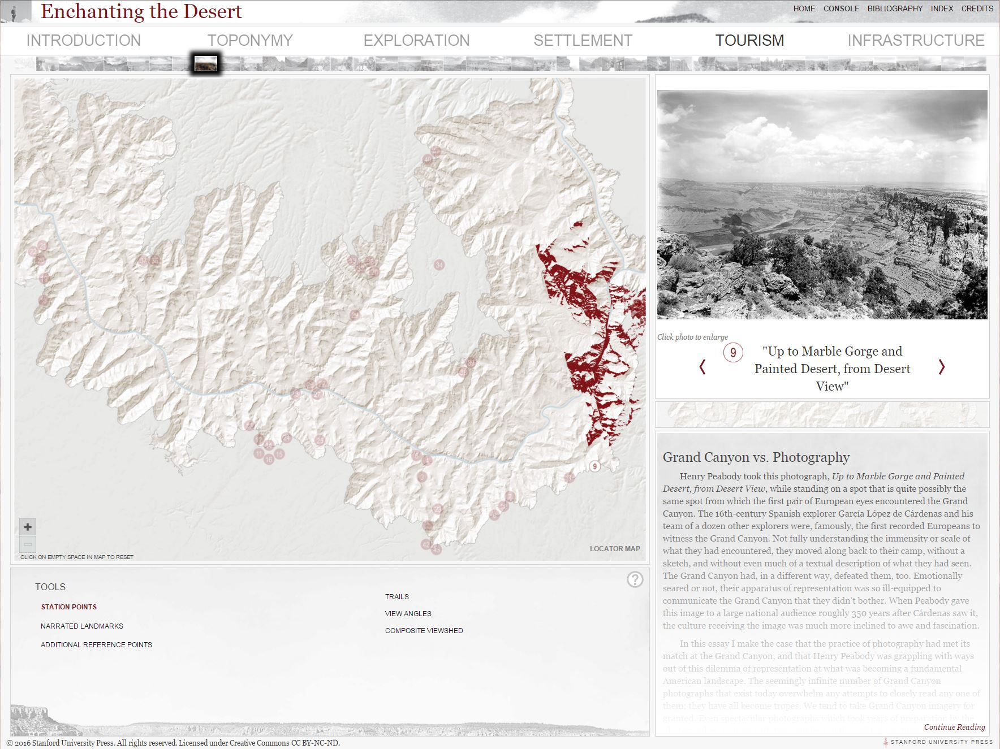 Enchanting the Desert
HOME CONSOLE BIBLIOGRAPHY INDEX CREDITS
INTRODUCTION TOPONYMY EXPLORATION SETTLEMENT TOURISM INFRASTRUCTURE
40
34
24
25
11
15
16
9
3
23
42
LOCATOR MAP
CLICK ON EMPTY SPACE IN MAP TO RESET
TOOLS
STATION POINTS
NARRATED LANDMARKS
ADDITIONAL REFERENCE POINTS
TRAILS
VIEW ANGLES
COMPOSITE VIEWSHED
?
Click photo to enlarge
9
"Up to Marble Gorge and
Painted Desert, from Desert
View"
Grand Canyon vs. Photography
Henry Peabody took this photograph, Up to Marble Gorge and Painted
Desert, from Desert View, while standing on a spot that is quite possibly the
same spot from which the first pair of European eyes encountered the Grand
Canyon. The 16th-century Spanish explorer García López de Cárdenas and his
team of a dozen other explorers were, famously, the first recorded Europeans to
witness the Grand Canyon. Not fully understanding the immensity or scale of
what they had encountered, they moved along back to their camp, without a
sketch, and without even much of a textual description of what they had seen.
The Grand Canyon had, in a different way, defeated them, too. Emotionally
seared or not, their apparatus of representation was so ill-equipped to
communicate the Grand Canyon that they didn't bother. When Peabody gave
this image to a large national audience roughly 350 years after Cárdenas saw it,
the culture receiving the image was much more inclined to awe and fascination.
In this essay I make the case that the practice of photography had met its
match at the Grand Canyon, and that Henry Peabody was grappling with ways
out of this dilemma of representation at what was becoming a fundamental
American landscape. The seemingly infinite number of Grand Canyon
photographs that exist today overwhelm any attempts to closely read any one of
them; they have all become tropes. We tend to take Grand Canyon imagery for
granted. Even spectacular photographs which took years of preparation by the
Continue Reading
© 2016 Stanford University Press. All rights reserved. Licensed under Creative Commons CC BY-NC-ND.
STANFORD UNIVERSITY PRESS